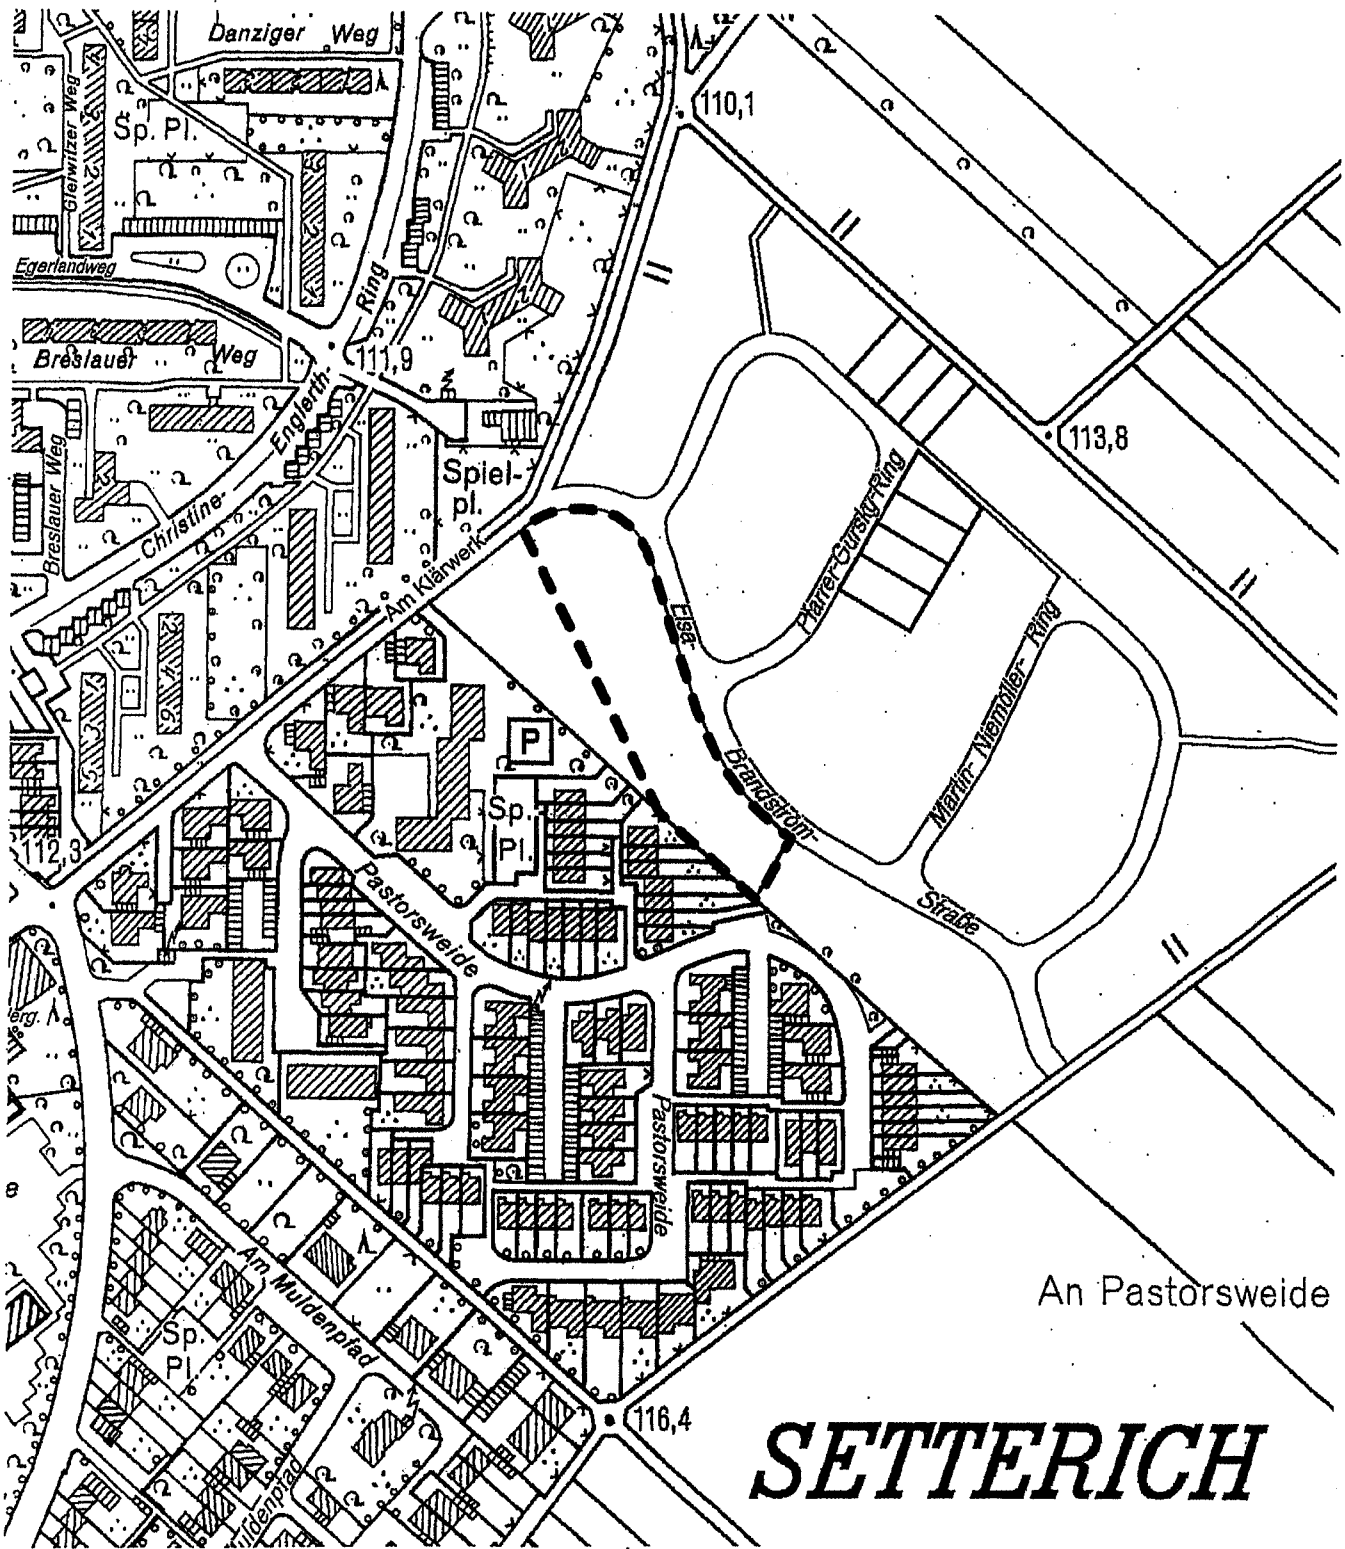 Danziger Weg
Gleiwitzer Weg
Sp. Pl.
110,1
Egerlandweg
Ring
Breslauer Weg
111,9
Englerth-
Christine-
Breslauer Weg
113,8
Spiel-
pl.
Am Klärwerk
Pfarrer-Gursky-Ring
Elsa-
Martin-Niemöller-Ring
P
Brandström-
Sp.
Pl.
112,3
Pastorsweide
Straße
Pastorsweide
Am Muldenpfad
An Pastorsweide
Sp.
Pl.
116,4
SETTERICH